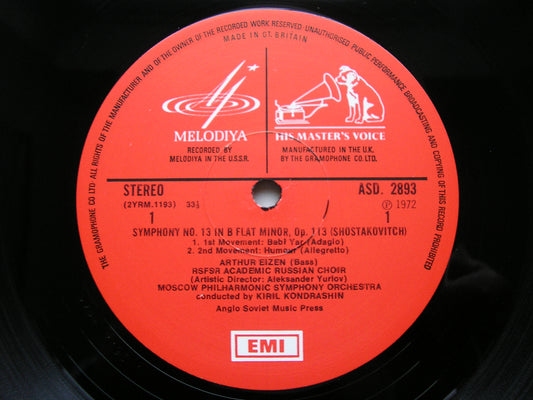 THE GRAMOPHONE CO LTD ALL RIGHTS OF THE MANUFACTURER AND OF THE OWNER OF THE RECORDED WORK RESERVED · UNAUTHORISED PUBLIC PERFORMANCE BROADCASTING AND COPYING OF THIS RECORD PROHIBITED
MADE IN GT. BRITAIN
MELODIYA
RECORDED BY
MELODIYA IN THE U.S.S.R.
HIS MASTER'S VOICE
MANUFACTURED IN THE U.K.
BY THE GRAMOPHONE CO LTD.
STEREO
(2YRM.1193) 33⅓
1
ASD. 2893
Ⓟ 1972
1
SYMPHONY NO. 13 IN B FLAT MINOR, Op. 113 (SHOSTAKOVITCH)
1. 1st Movement: Babi Yar (Adagio)
2. 2nd Movement: Humour (Allegretto)
ARTHUR EIZEN (Bass)
RSFSR ACADEMIC RUSSIAN CHOIR
(Artistic Director: Aleksander Yurlov)
MOSCOW PHILHARMONIC SYMPHONY ORCHESTRA
conducted by KIRIL KONDRASHIN
Anglo Soviet Music Press
EMI